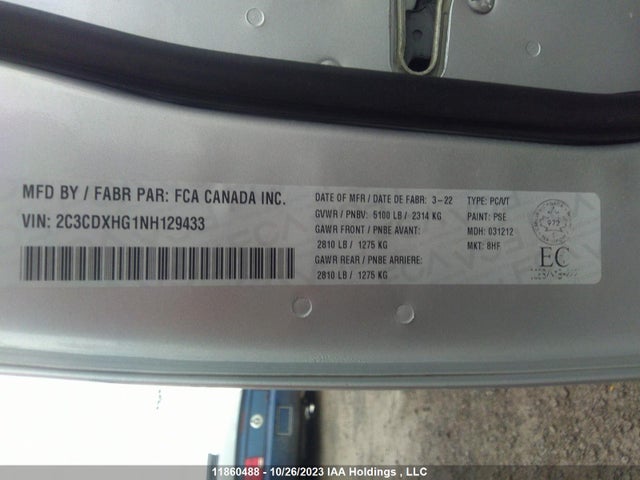 MFD BY / FABR PAR: FCA CANADA INC.
VIN: 2C3CDXHG1NH129433
DATE OF MFR / DATE DE FABR: 3-22
GVWR / PNBV: 5100 LB / 2314 KG
GAWR FRONT / PNBE AVANT:
2810 LB / 1275 KG
GAWR REAR / PNBE ARRIERE:
2810 LB / 1275 KG
TYPE: PC/VT
PAINT: PSE
MDH: 031212
MKT: BHF
EC
11860488 - 10/26/2023 IAA Holdings , LLC